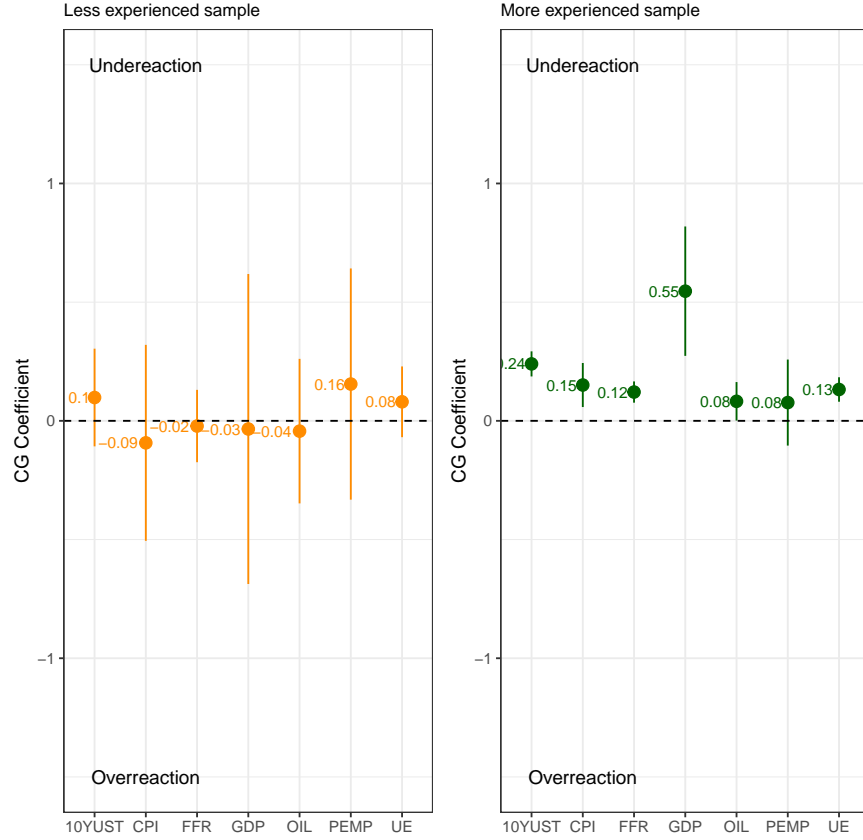 Less experienced sample
Undereaction
1
0
−1
CG Coefficient
0.1
−0.09
−0.02
−0.03
−0.04
0.16
0.08
Overreaction
10YUST CPI FFR GDP OIL PEMP UE
More experienced sample
Undereaction
1
0
−1
CG Coefficient
0.24
0.15
0.12
0.55
0.08
0.08
0.13
Overreaction
10YUST CPI FFR GDP OIL PEMP UE